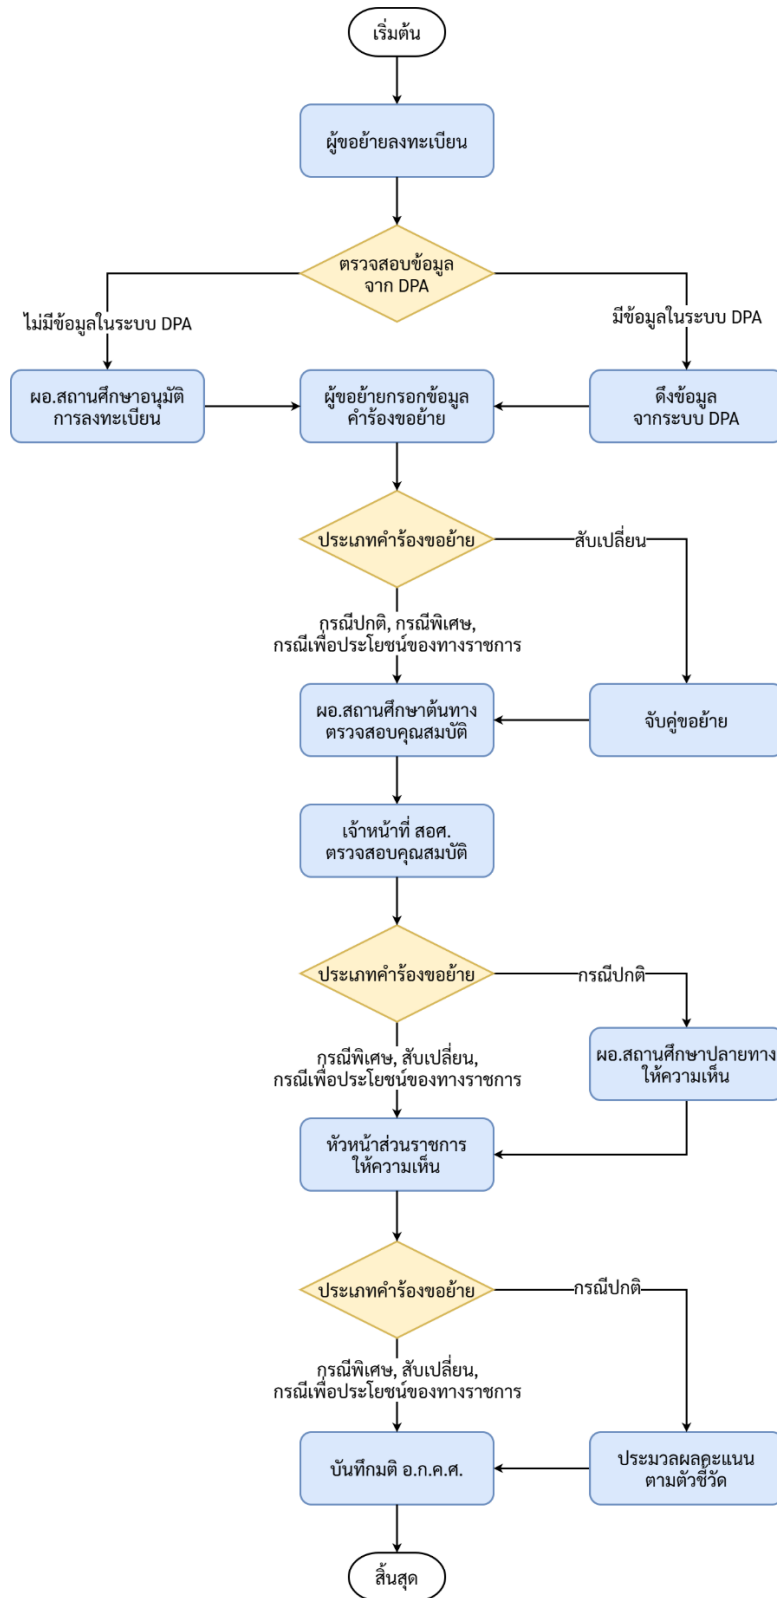 เริ่มต้น
ผู้ขอย้ายลงทะเบียน
ตรวจสอบข้อมูล
จาก DPA
ไม่มีข้อมูลในระบบ DPA
มีข้อมูลในระบบ DPA
ผอ.สถานศึกษาอนุมัติ
การลงทะเบียน
ผู้ขอย้ายกรอกข้อมูล
คำร้องขอย้าย
ดึงข้อมูล
จากระบบ DPA
ประเภทคำร้องขอย้าย
สับเปลี่ยน
กรณีปกติ, กรณีพิเศษ,
กรณีเพื่อประโยชน์ของทางราชการ
ผอ.สถานศึกษาต้นทาง
ตรวจสอบคุณสมบัติ
จับคู่ขอย้าย
เจ้าหน้าที่ สอศ.
ตรวจสอบคุณสมบัติ
ประเภทคำร้องขอย้าย
กรณีปกติ
กรณีพิเศษ, สับเปลี่ยน,
กรณีเพื่อประโยชน์ของทางราชการ
ผอ.สถานศึกษาปลายทาง
ให้ความเห็น
หัวหน้าส่วนราชการ
ให้ความเห็น
ประเภทคำร้องขอย้าย
กรณีปกติ
กรณีพิเศษ, สับเปลี่ยน,
กรณีเพื่อประโยชน์ของทางราชการ
บันทึกมติ อ.ก.ค.ศ.
ประมวลผลคะแนน
ตามตัวชี้วัด
สิ้นสุด